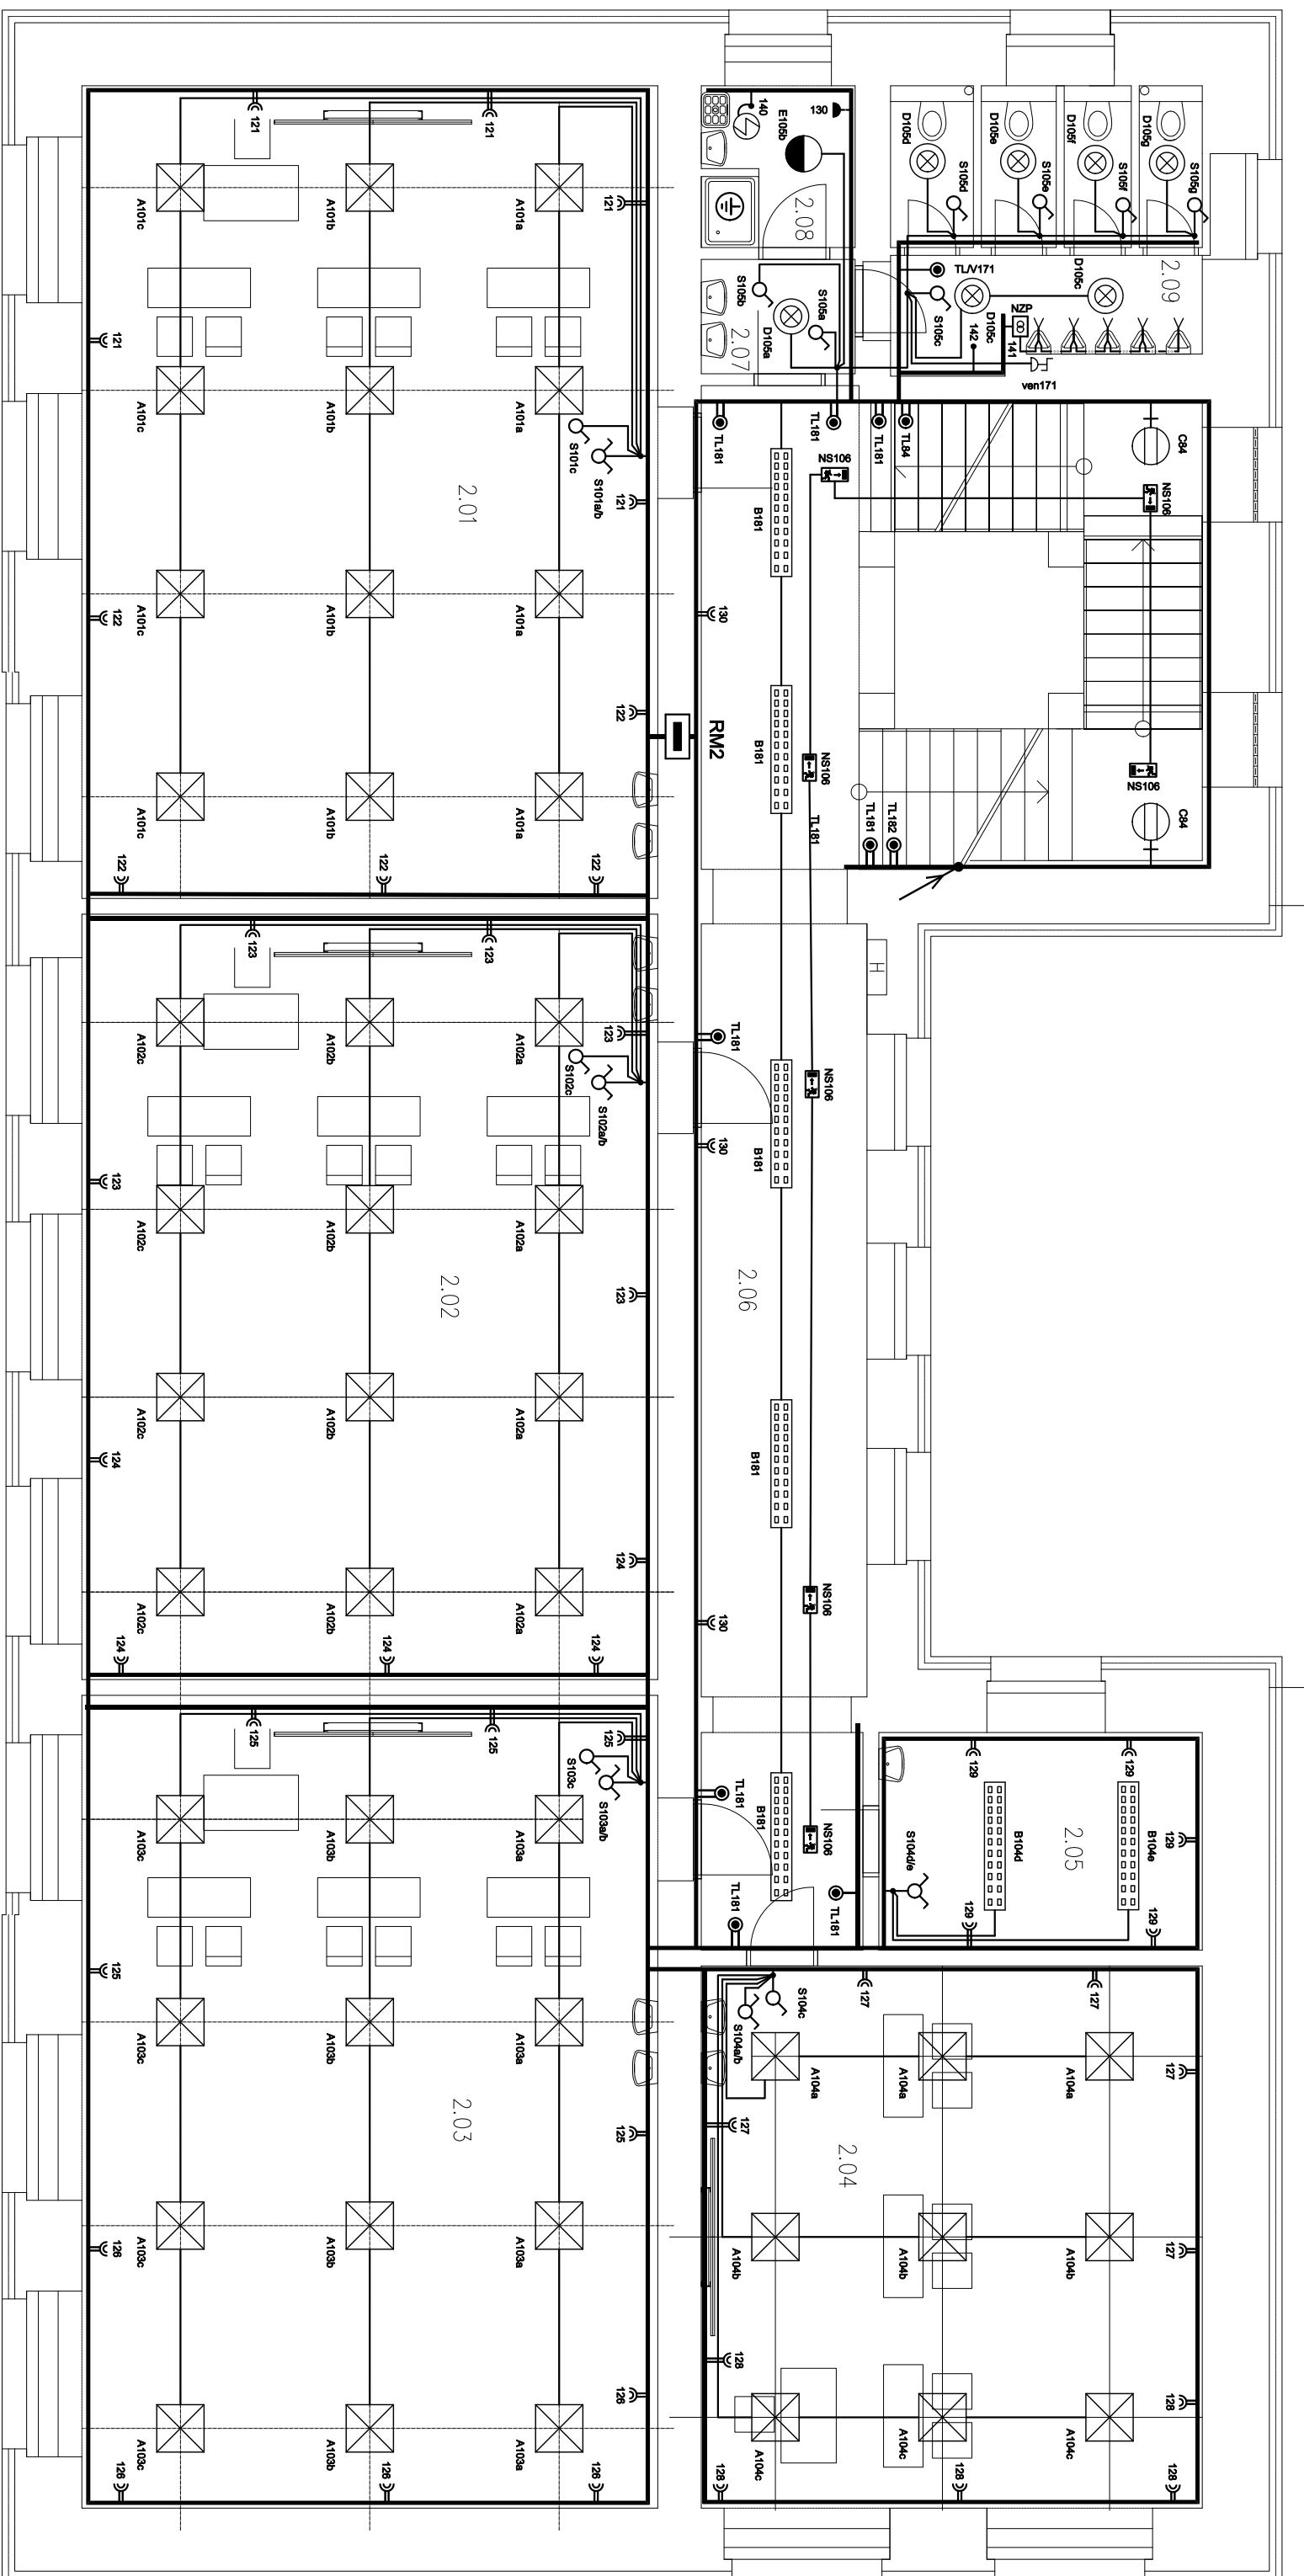 D105d
S105d
D105e
S105e
D105f
S105f
D105g
S105g
2.09
TL/V171
S105c
D105c
D105c
NZP
141
142
ven171
140
130
E105b
2.08
S105b
S105a
D105a
2.07
121
121
121
121
121
A101c
A101b
A101a
A101c
A101b
A101a
S101c
S101a/b
2.01
A101c
A101b
A101a
122
122
A101c
A101b
A101a
122
122
122
RM2
TL181
TL181
TL181
TL84
C84
NS106
NS106
B181
130
B181
NS106
TL181
TL181
TL182
NS106
C84
H
123
123
123
A102c
A102b
A102a
S102c
S102a/b
123
A102c
A102b
A102a
2.02
123
A102c
A102b
A102a
124
124
A102c
A102b
A102a
124
124
124
TL181
130
NS106
B181
2.06
B181
NS106
130
125
125
125
S103c
S103a/b
A103c
A103b
A103a
125
A103c
A103b
A103a
2.03
125
A103c
A103b
A103a
126
126
A103c
A103b
A103a
126
126
126
TL181
B181
NS106
TL181
TL181
129
129
129
B104d
B104e
2.05
S104d/e
129
129
S104c
S104a/b
127
127
127
A104a
A104a
A104a
127
2.04
127
A104b
A104b
A104b
128
128
A104c
A104c
A104c
128
128
128